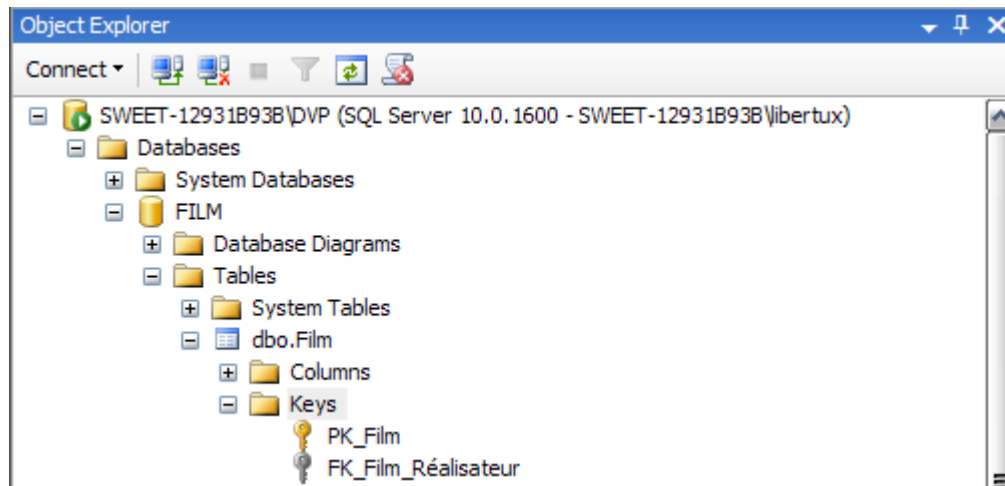 Object Explorer
Connect
SWEET-12931B93B\DVP (SQL Server 10.0.1600 - SWEET-12931B93B\libertux)
Databases
System Databases
FILM
Database Diagrams
Tables
System Tables
dbo.Film
Columns
Keys
PK_Film
FK_Film_Réalisateur